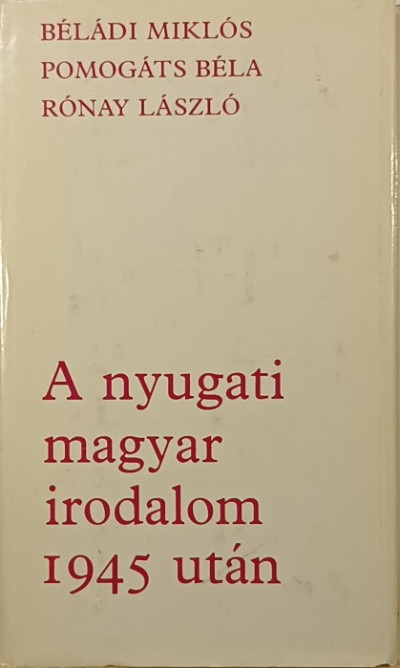 BÉLÁDI MIKLÓS
POMOGÁTS BÉLA
RÓNAY LÁSZLÓ
A nyugati
magyar
irodalom
1945 után